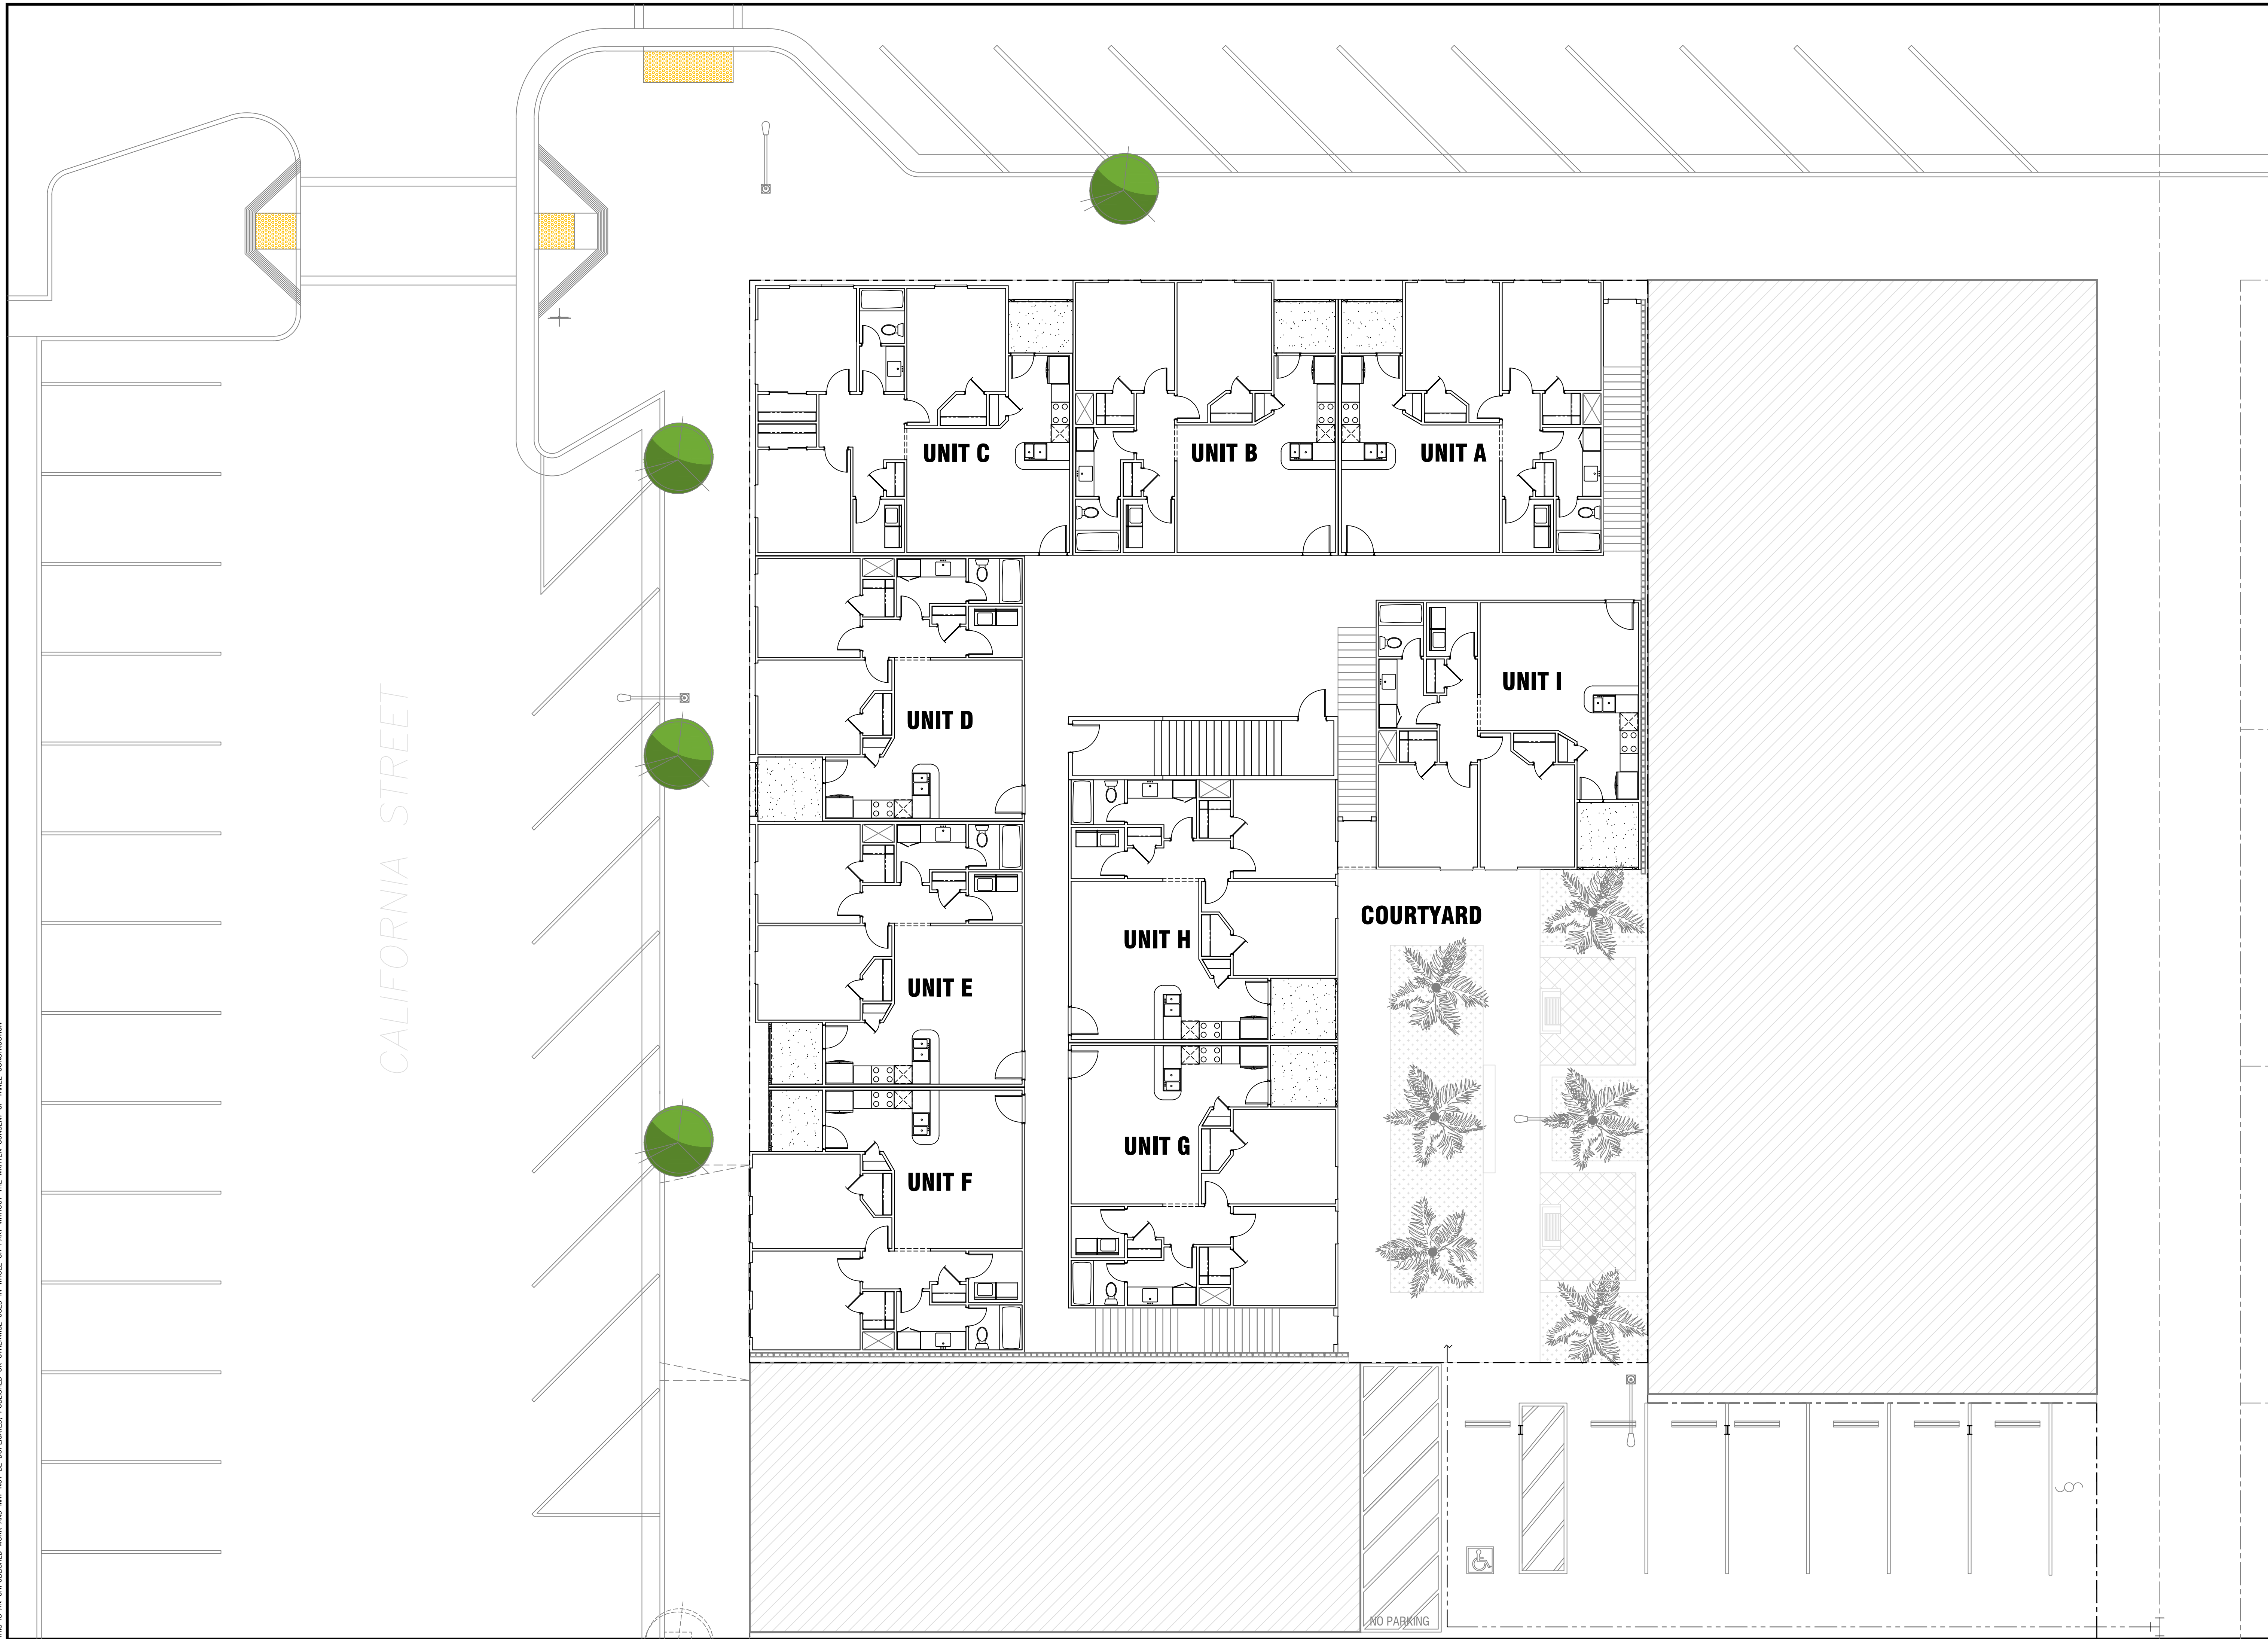 UNIT C
UNIT B
UNIT A
UNIT I
UNIT D
CALIFORNIA STREET
COURTYARD
UNIT H
UNIT E
UNIT G
UNIT F
NO PARKING